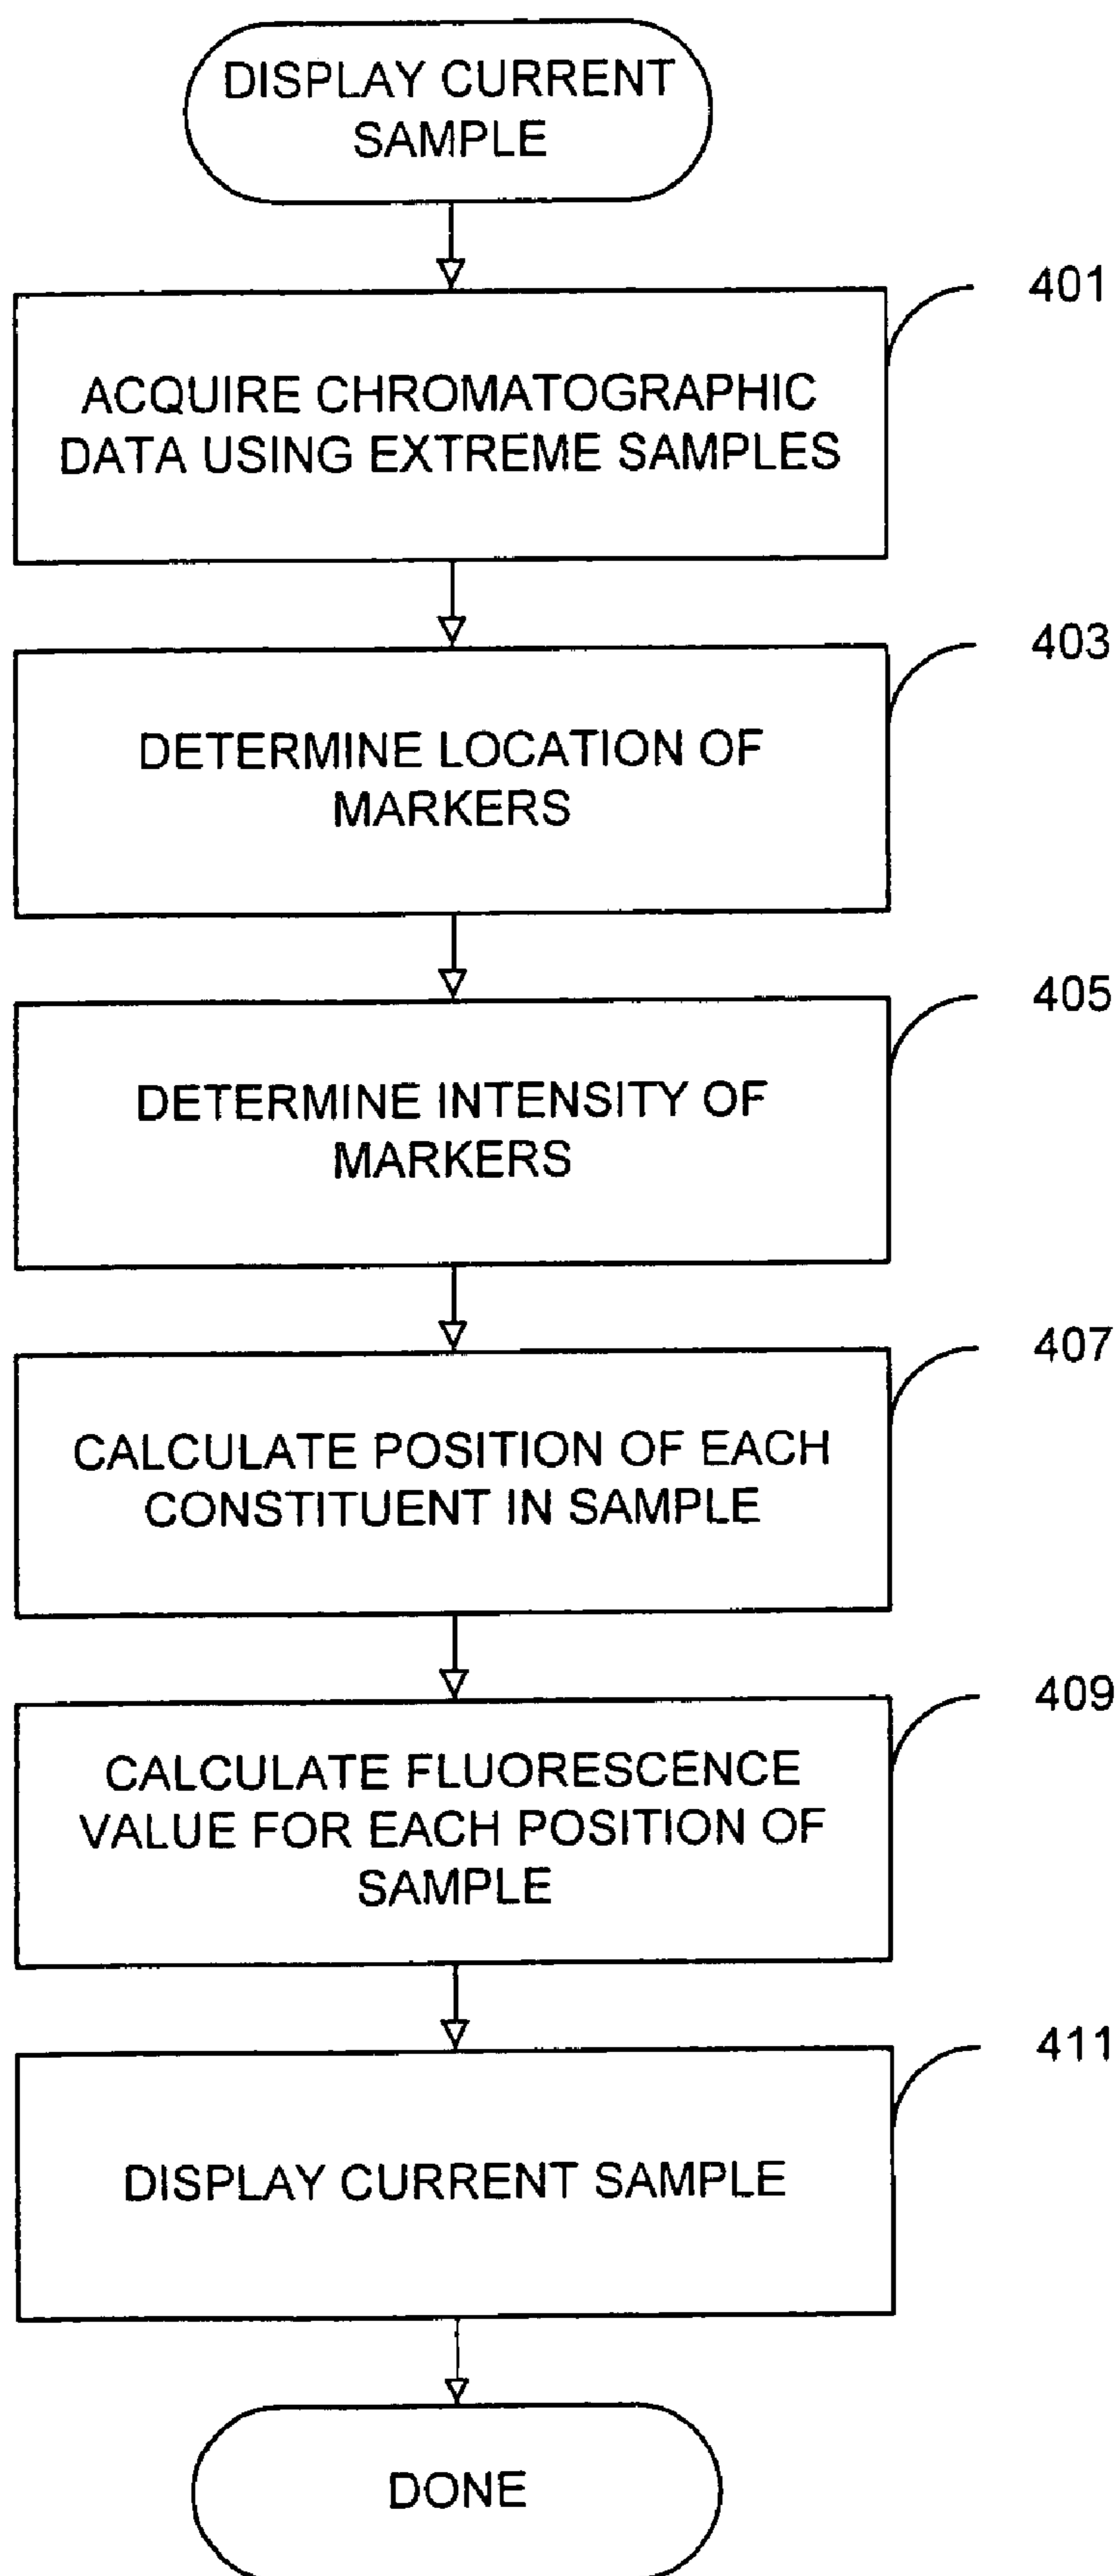 DISPLAY CURRENT
SAMPLE
401
ACQUIRE CHROMATOGRAPHIC
DATA USING EXTREME SAMPLES
403
DETERMINE LOCATION OF
MARKERS
405
DETERMINE INTENSITY OF
MARKERS
407
CALCULATE POSITION OF EACH
CONSTITUENT IN SAMPLE
409
CALCULATE FLUORESCENCE
VALUE FOR EACH POSITION OF
SAMPLE
411
DISPLAY CURRENT SAMPLE
DONE